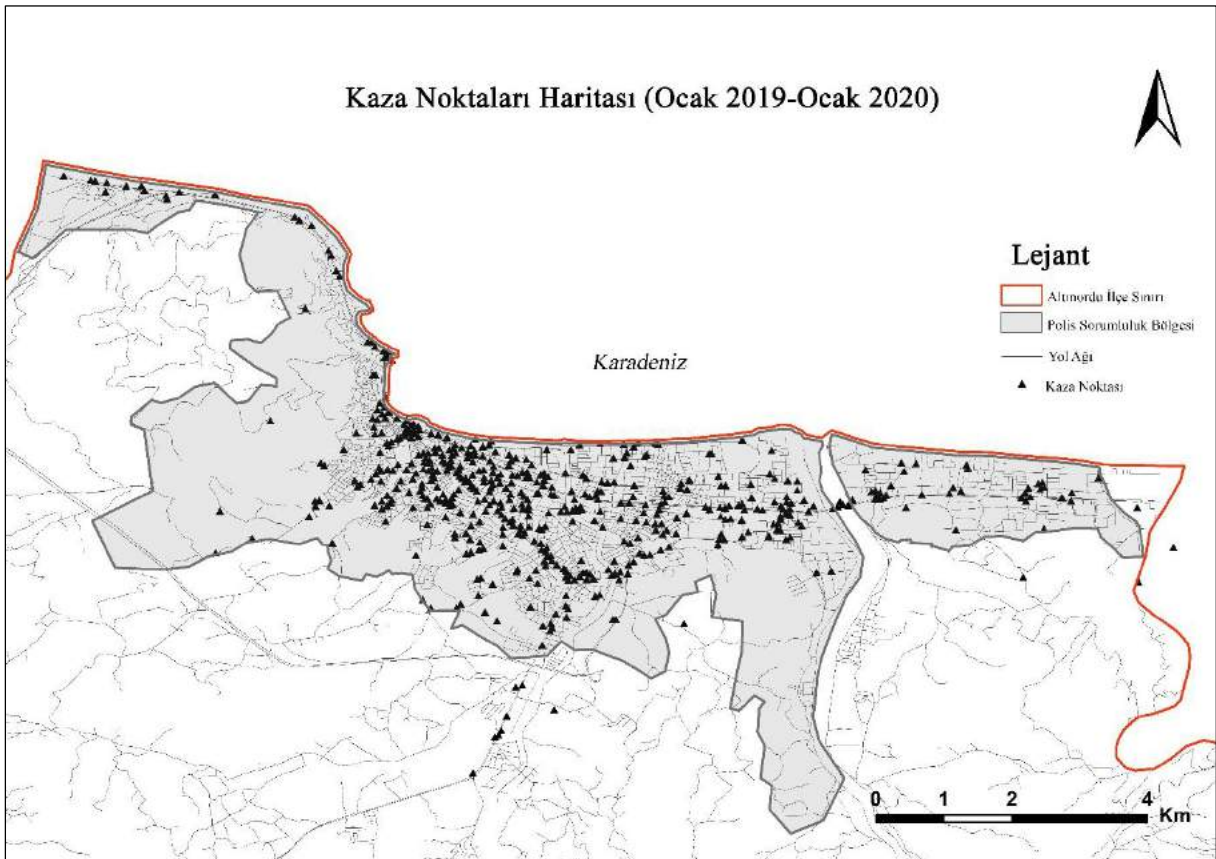 Kaza Noktaları Haritası (Ocak 2019-Ocak 2020)
Karadeniz
Lejant
Altınordu İlçe Sınırı
Polis Sorumluluk Bölgesi
Yol Ağı
Kaza Noktası
0 1 2 4
Km